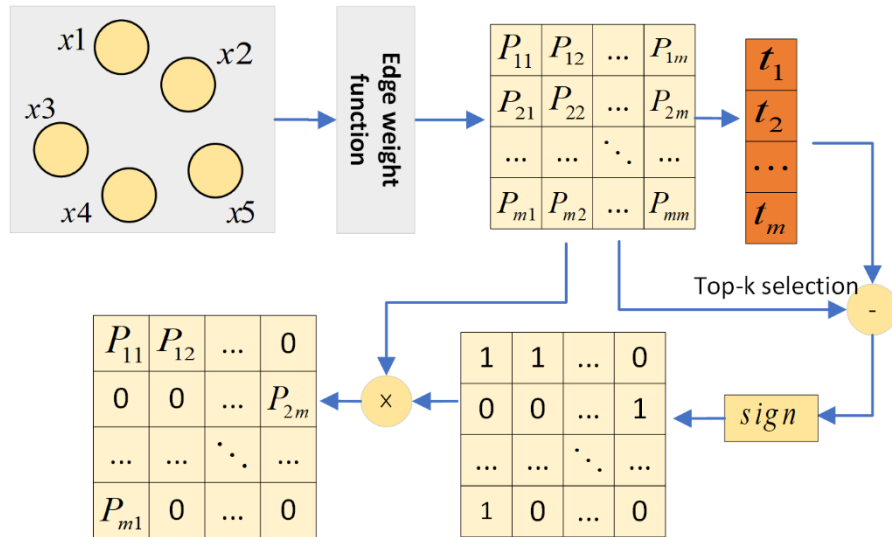 x1
x2
x3
x4
x5
Edge weight
function
P11 P12 ... P1m
P21 P22 ... P2m
... ... ⋱ ...
Pm1 Pm2 ... Pmm
t1
t2
...
tm
Top-k selection
-
P11 P12 ... 0
0 0 ... P2m
... ... ⋱ ...
Pm1 0 ... 0
x
1 1 ... 0
0 0 ... 1
... ... ⋱ ...
1 0 ... 0
sign